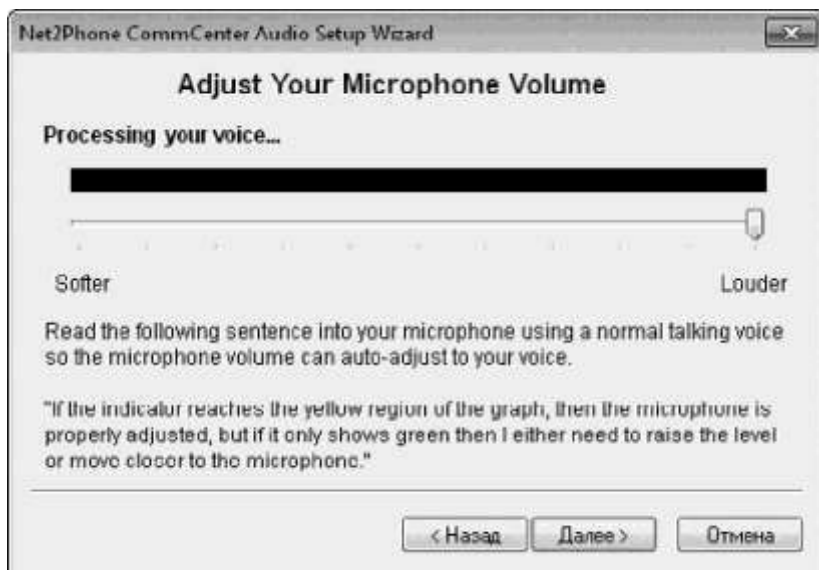 Net2Phone CommCenter Audio Setup Wizard
Adjust Your Microphone Volume
Processing your voice...
Softer Louder
Read the following sentence into your microphone using a normal talking voice
so the microphone volume can auto-adjust to your voice.
"If the indicator reaches the yellow region of the graph, then the microphone is
properly adjusted, but if it only shows green then I either need to raise the level
or move closer to the microphone."
< Назад Далее > Отмена